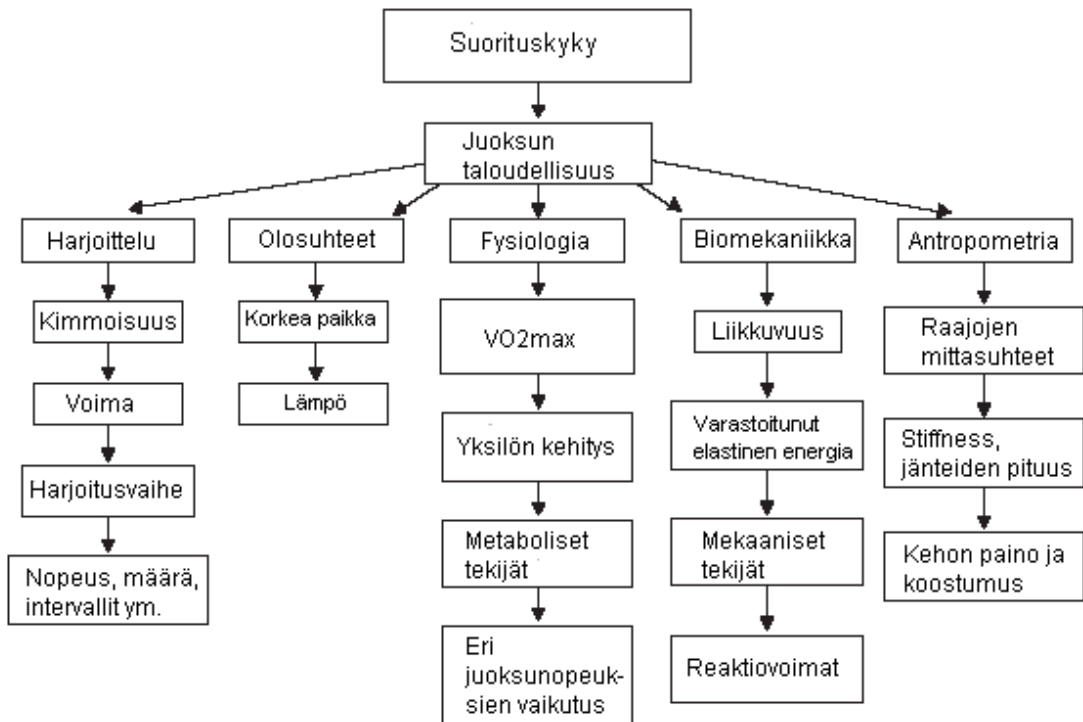 Suorituskyky
Juoksun
taloudellisuus
Harjoittelu
Olosuhteet
Fysiologia
Biomekaniikka
Antropometria
Kimmoisuus
Korkea paikka
VO2max
Liikkuvuus
Raajojen
mittasuhteet
Voima
Lämpö
Yksilön kehitys
Varastoitunut
elastinen energia
Stiffness,
jänteiden pituus
Harjoitusvaihe
Metaboliset
tekijät
Mekaaniset
tekijät
Kehon paino ja
koostumus
Nopeus, määrä,
intervallit ym.
Eri
juoksunopeuk-
sien vaikutus
Reaktiovoimat